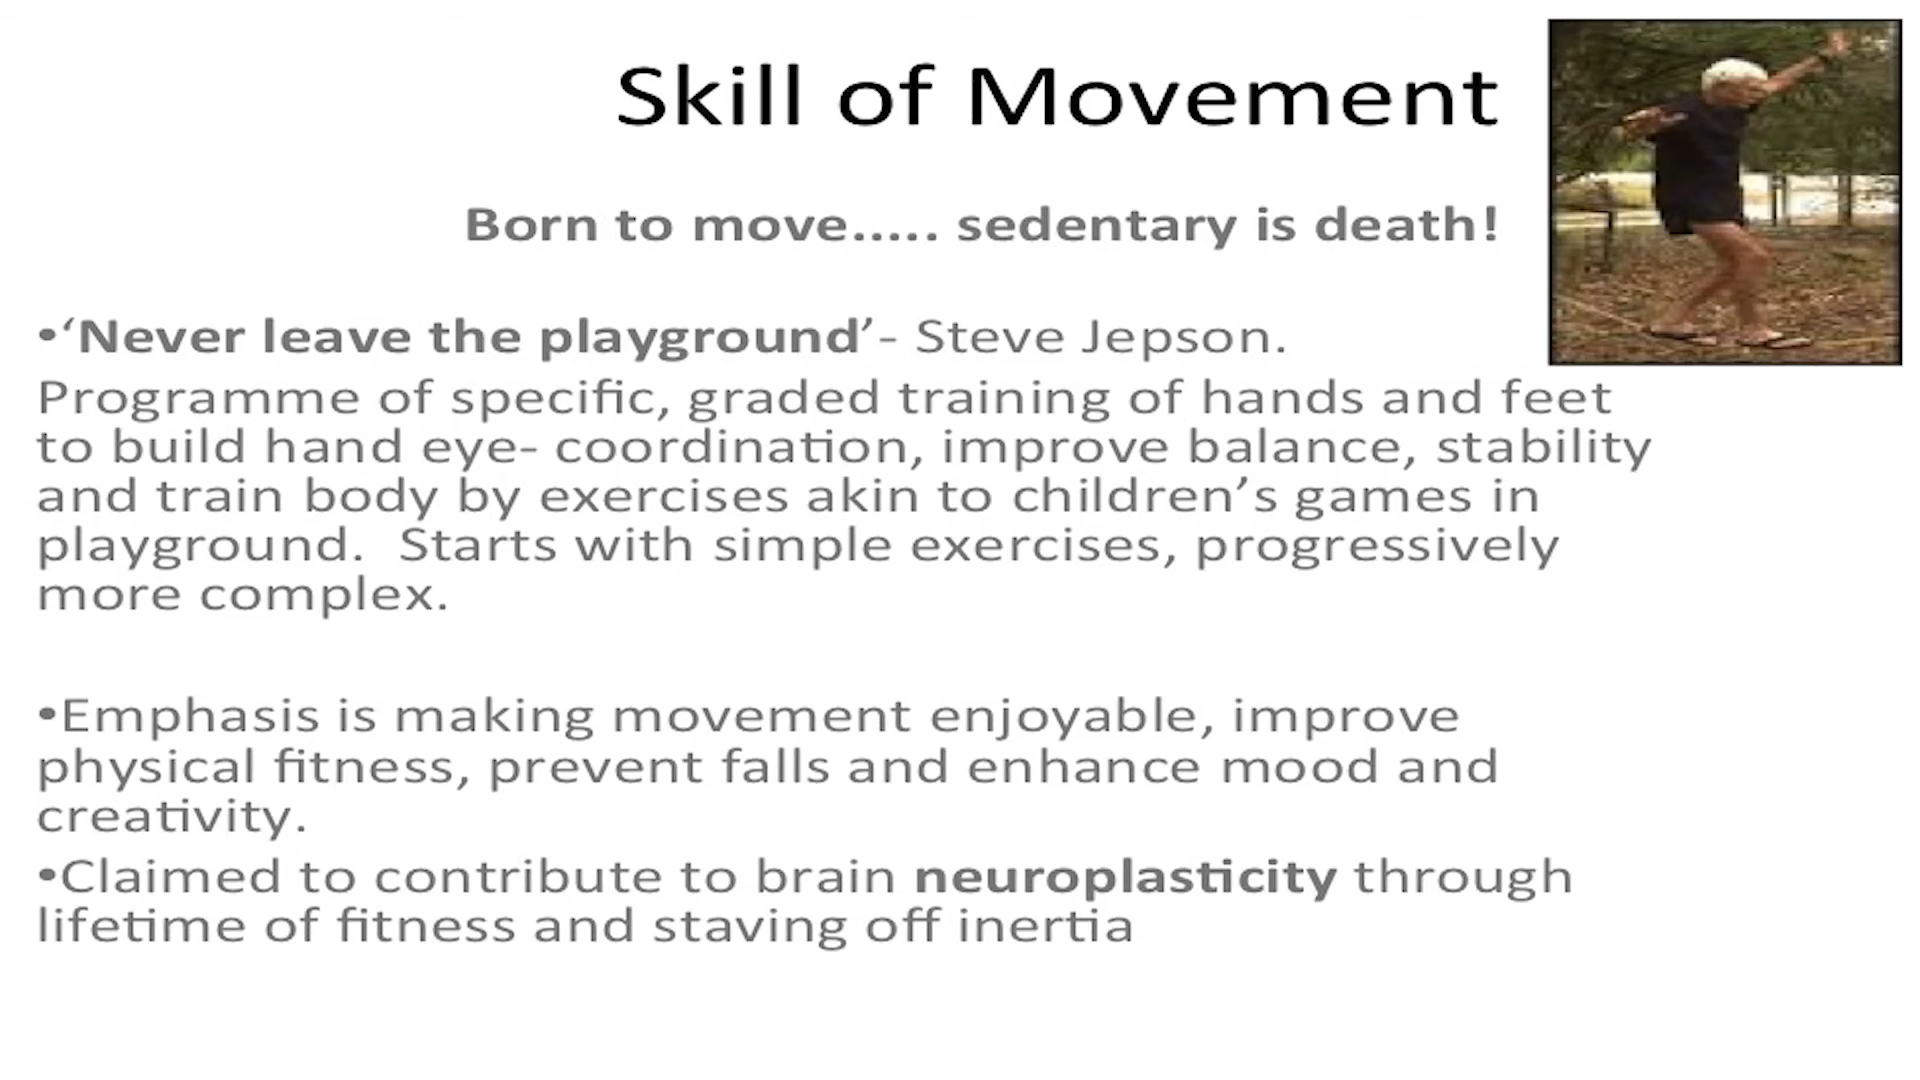 Skill of Movement
Born to move..... sedentary is death!
•‘Never leave the playground’- Steve Jepson.
Programme of specific, graded training of hands and feet
to build hand eye- coordination, improve balance, stability
and train body by exercises akin to children’s games in
playground.  Starts with simple exercises, progressively
more complex.
•Emphasis is making movement enjoyable, improve
physical fitness, prevent falls and enhance mood and
creativity.
•Claimed to contribute to brain neuroplasticity through
lifetime of fitness and staving off inertia